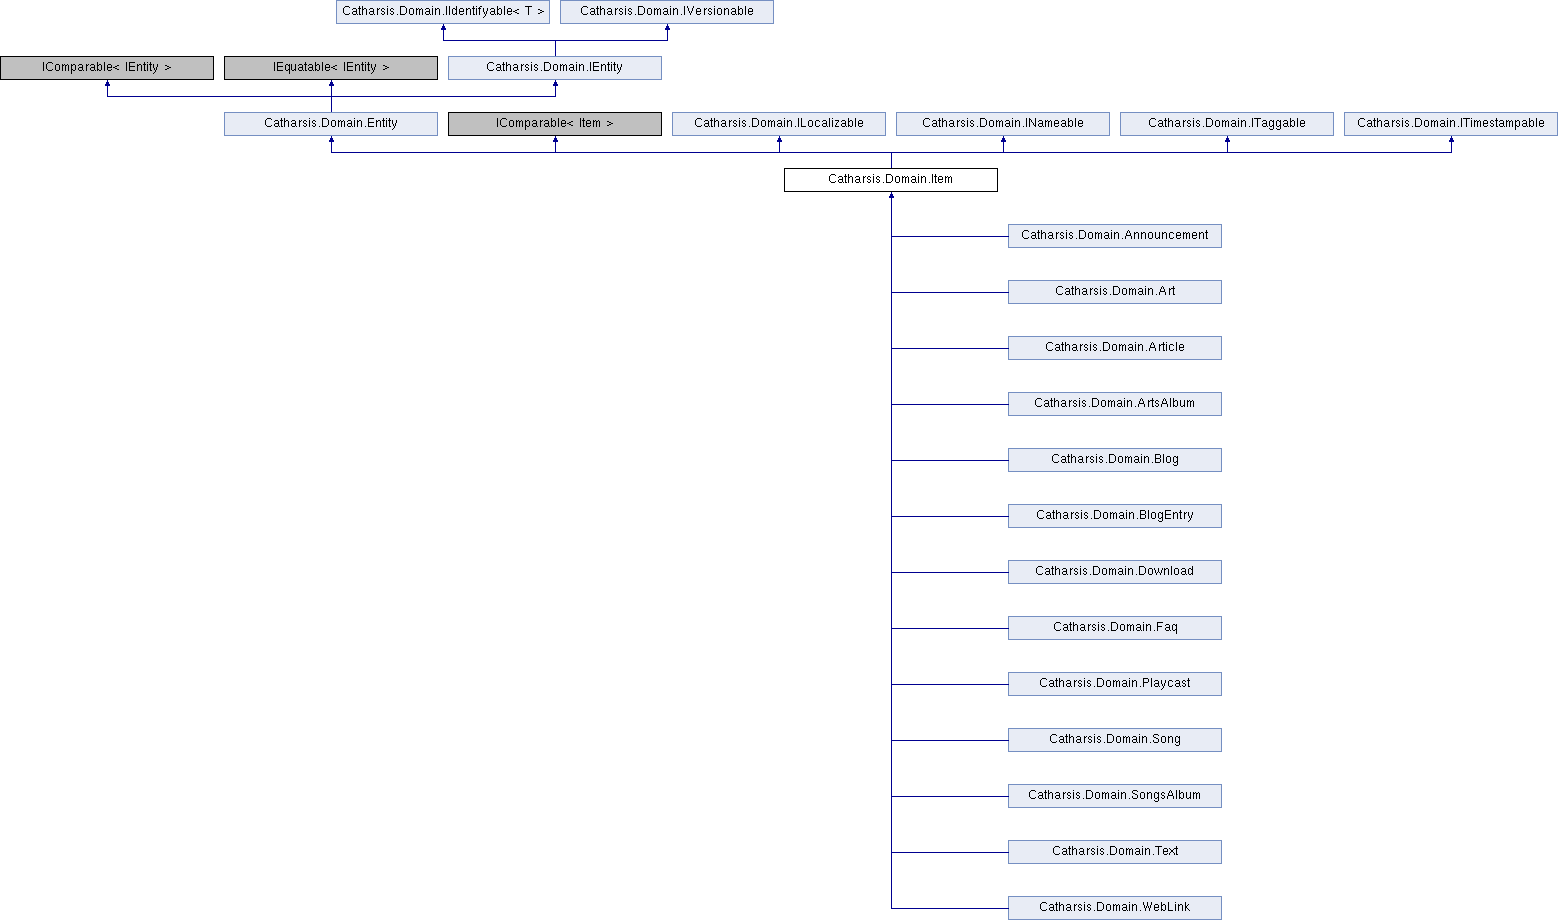 Catharsis.Domain.IIdentifyable< T >
Catharsis.Domain.IVersionable
IComparable< IEntity >
IEquatable< IEntity >
Catharsis.Domain.IEntity
Catharsis.Domain.Entity
IComparable< Item >
Catharsis.Domain.ILocalizable
Catharsis.Domain.INameable
Catharsis.Domain.ITaggable
Catharsis.Domain.ITimestampable
Catharsis.Domain.Item
Catharsis.Domain.Announcement
Catharsis.Domain.Art
Catharsis.Domain.Article
Catharsis.Domain.ArtsAlbum
Catharsis.Domain.Blog
Catharsis.Domain.BlogEntry
Catharsis.Domain.Download
Catharsis.Domain.Faq
Catharsis.Domain.Playcast
Catharsis.Domain.Song
Catharsis.Domain.SongsAlbum
Catharsis.Domain.Text
Catharsis.Domain.WebLink